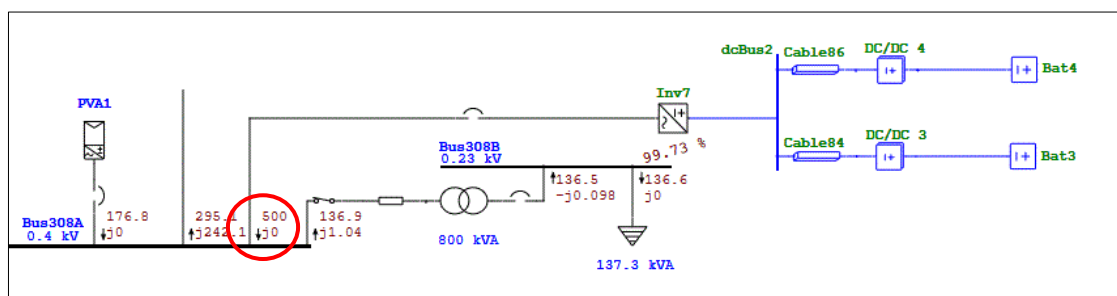 dcBus2
Cable86
DC/DC 4
Bat4
PVA1
Inv7
Bus308B
0.23 kV
99.73 %
Cable84
DC/DC 3
Bat3
136.5
-j0.098
136.6
j0
Bus308A
0.4 kV
176.8
j0
295.1
j242.1
500
j0
136.9
j1.04
800 kVA
137.3 kVA